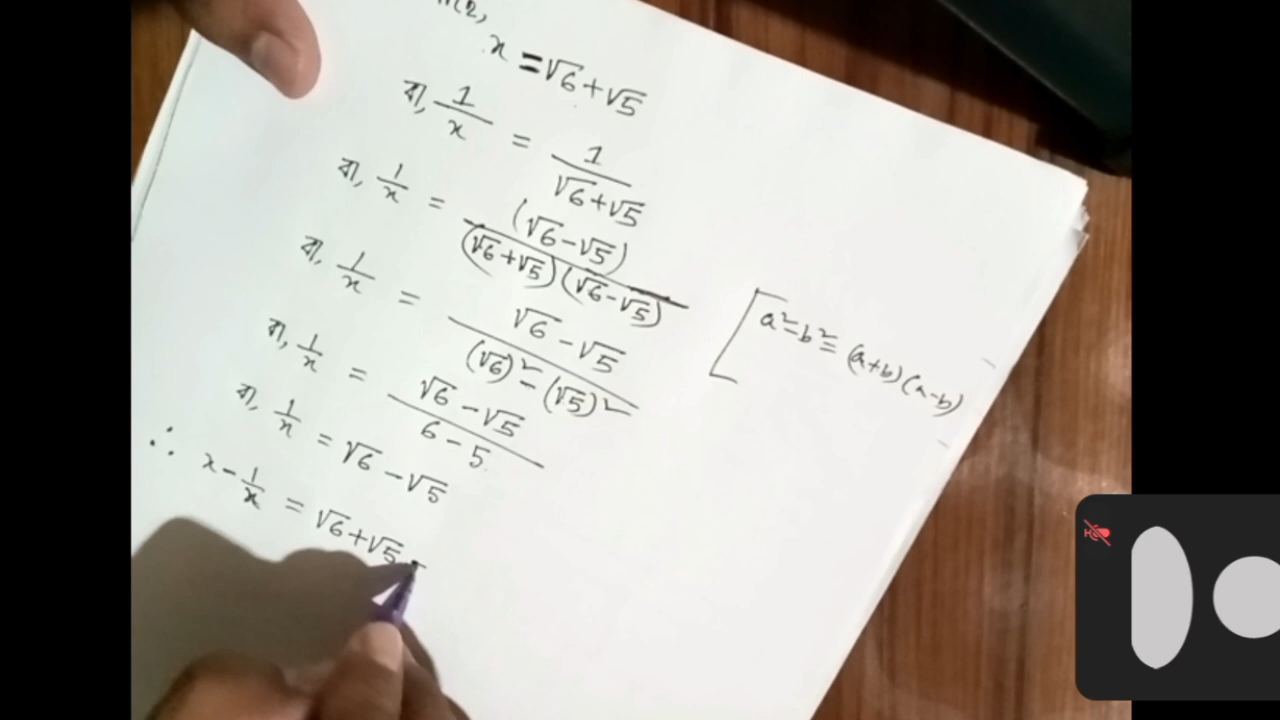 x = √6 + √5
বা, 1/x = 1/(√6 + √5)
বা, 1/x = (√6 - √5)/(√6 + √5)(√6 - √5)
[a² - b² = (a+b)(a-b)
বা, 1/x = √6 - √5/(√6)² - (√5)²
বা, 1/x = √6 - √5/6 - 5
বা, 1/x = √6 - √5
∴ x - 1/x = √6 + √5 -